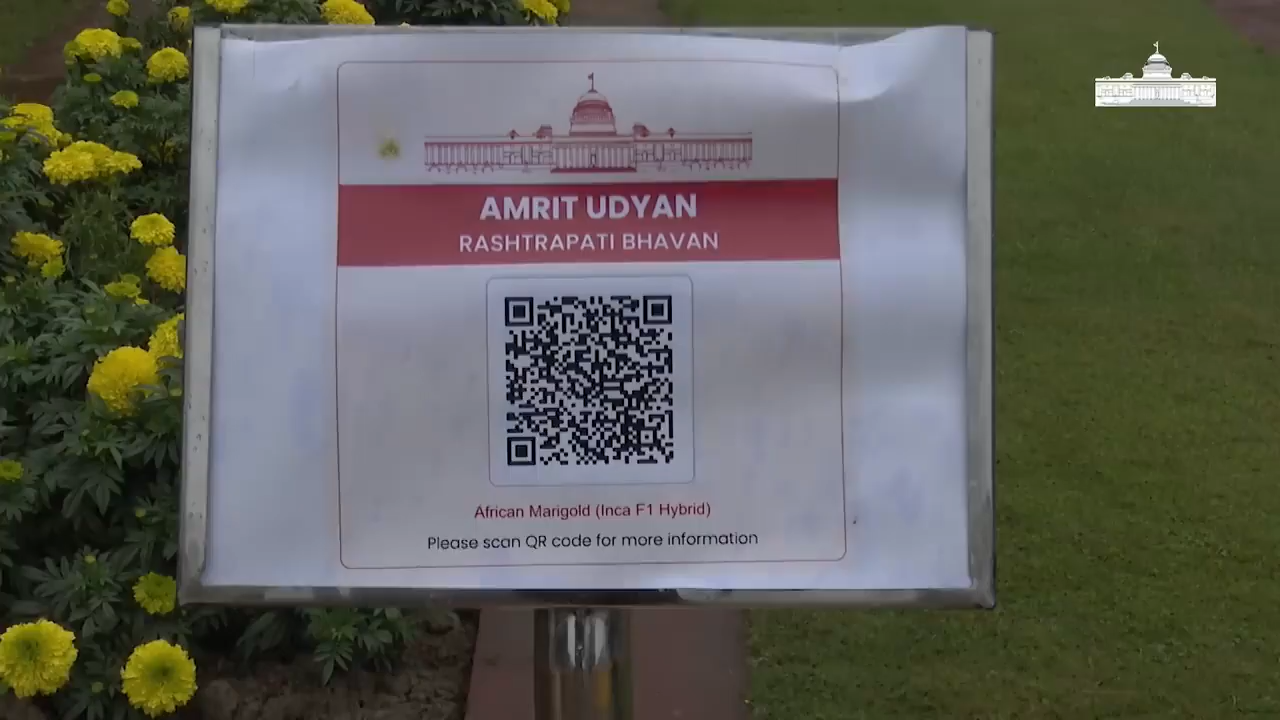 AMRIT UDYAN
RASHTRAPATI BHAVAN
African Marigold (Inca F1 Hybrid)
Please scan QR code for more information